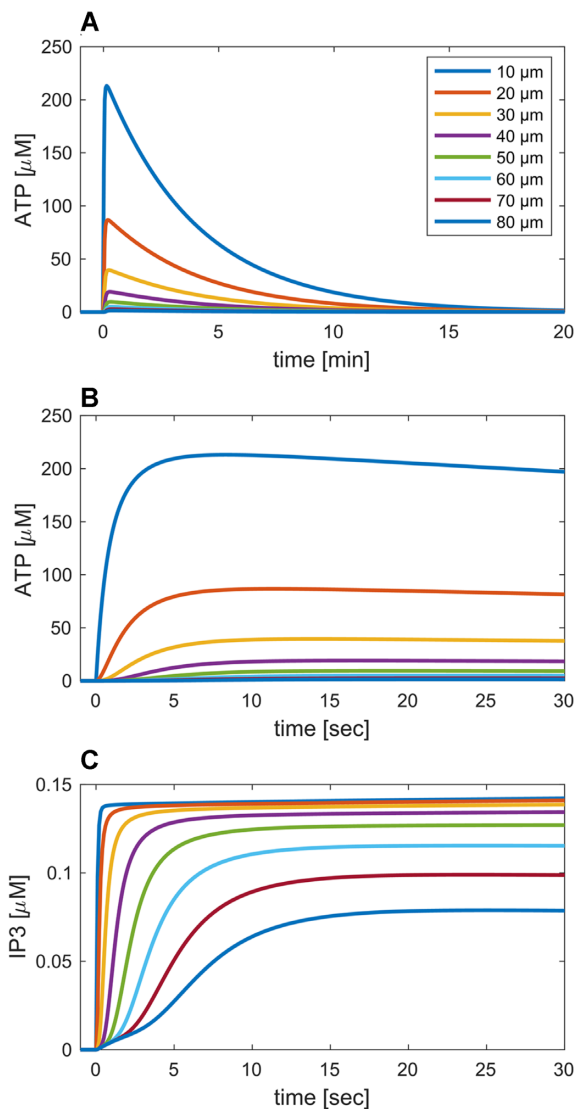 A
250
200
150
100
50
0
ATP [µM]
10 µm
20 µm
30 µm
40 µm
50 µm
60 µm
70 µm
80 µm
0 5 10 15 20
time [min]
B
250
200
150
100
50
0
ATP [µM]
0 5 10 15 20 25 30
time [sec]
C
0.15
0.1
0.05
0
IP3 [µM]
0 5 10 15 20 25 30
time [sec]